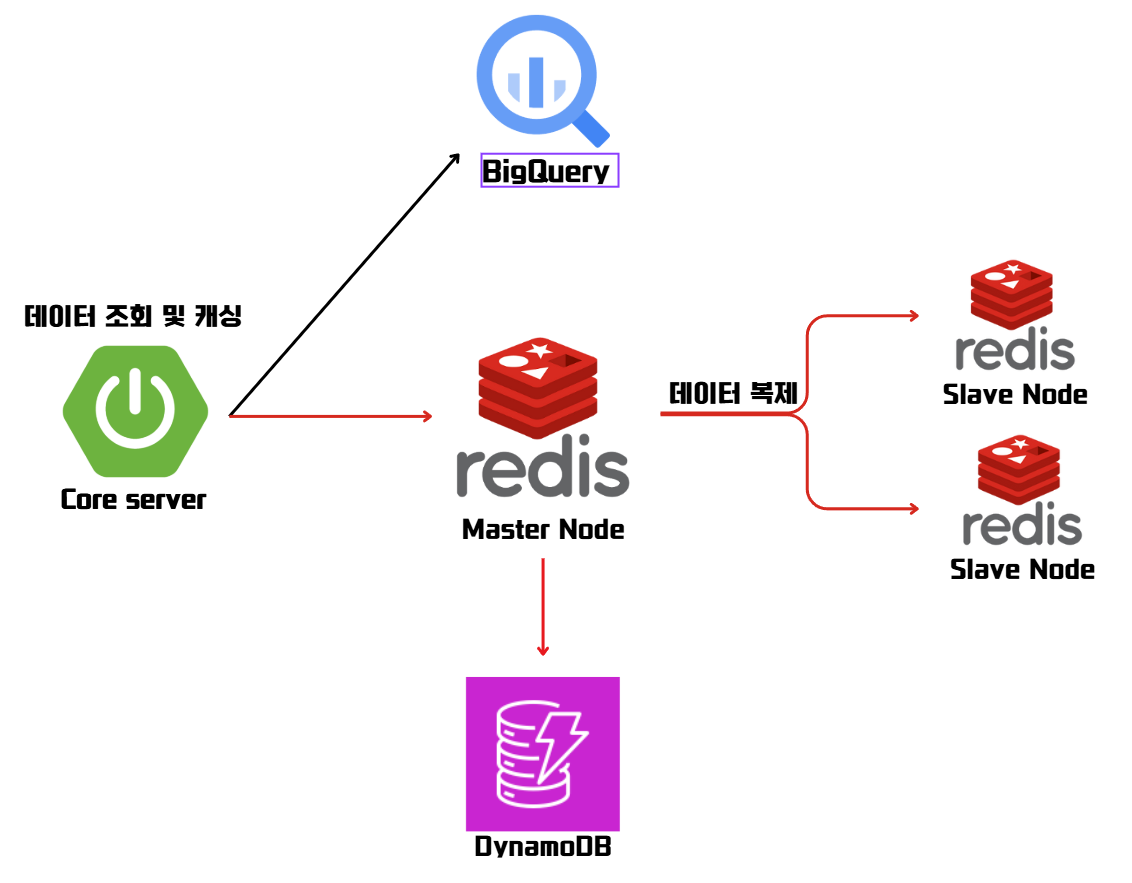 BigQuery
데이터 조회 및 캐싱
Core server
redis
Master Node
데이터 복제
redis
Slave Node
redis
Slave Node
DynamoDB